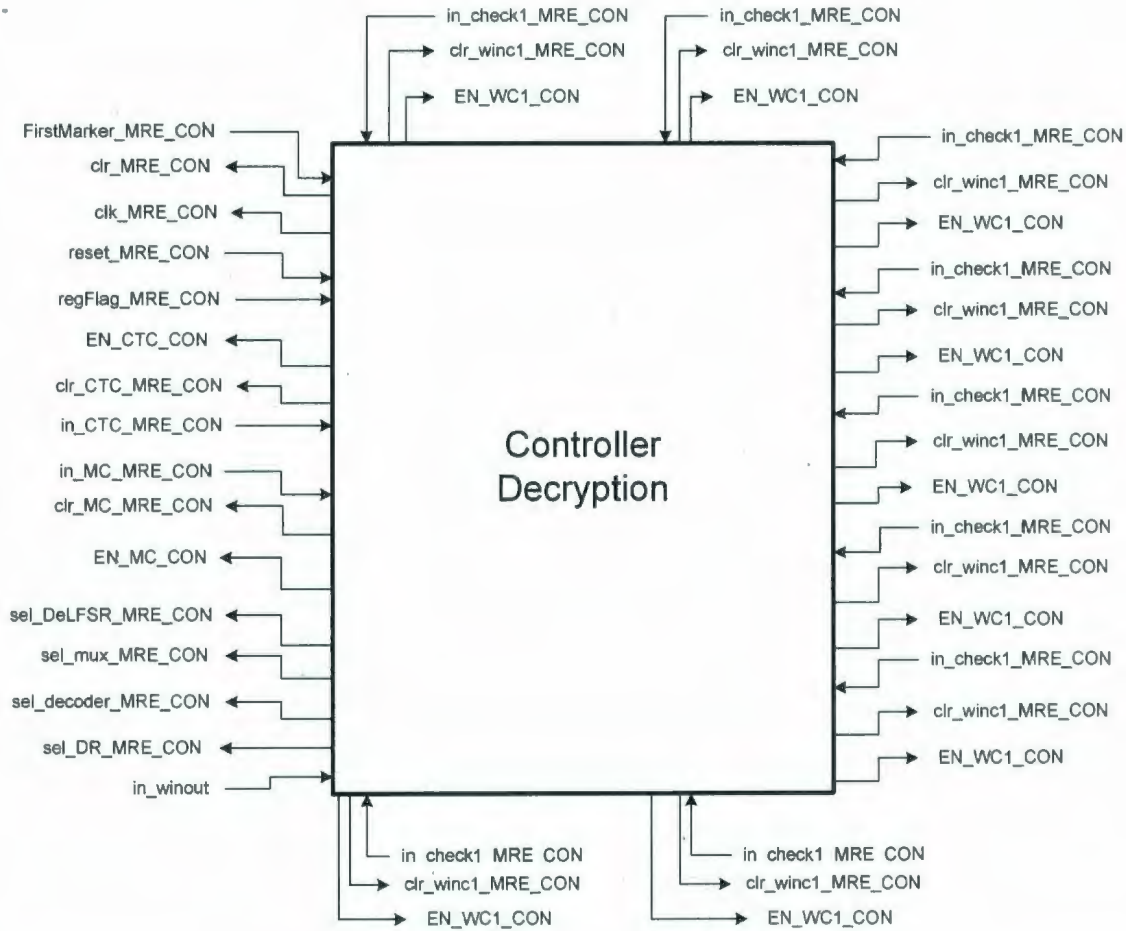 in_check1_MRE_CON
in_check1_MRE_CON
clr_winc1_MRE_CON
clr_winc1_MRE_CON
EN_WC1_CON
EN_WC1_CON
FirstMarker_MRE_CON
clr_MRE_CON
clk_MRE_CON
reset_MRE_CON
regFlag_MRE_CON
EN_CTC_CON
clr_CTC_MRE_CON
in_CTC_MRE_CON
in_MC_MRE_CON
clr_MC_MRE_CON
EN_MC_CON
sel_DeLFSR_MRE_CON
sel_mux_MRE_CON
sel_decoder_MRE_CON
sel_DR_MRE_CON
in_winout
Controller
Decryption
in_check1_MRE_CON
clr_winc1_MRE_CON
EN_WC1_CON
in_check1_MRE_CON
clr_winc1_MRE_CON
EN_WC1_CON
in_check1_MRE_CON
clr_winc1_MRE_CON
EN_WC1_CON
in_check1_MRE_CON
clr_winc1_MRE_CON
EN_WC1_CON
in_check1_MRE_CON
clr_winc1_MRE_CON
EN_WC1_CON
in check1 MRE CON
in check1 MRE CON
clr_winc1_MRE_CON
clr_winc1_MRE_CON
EN_WC1_CON
EN_WC1_CON